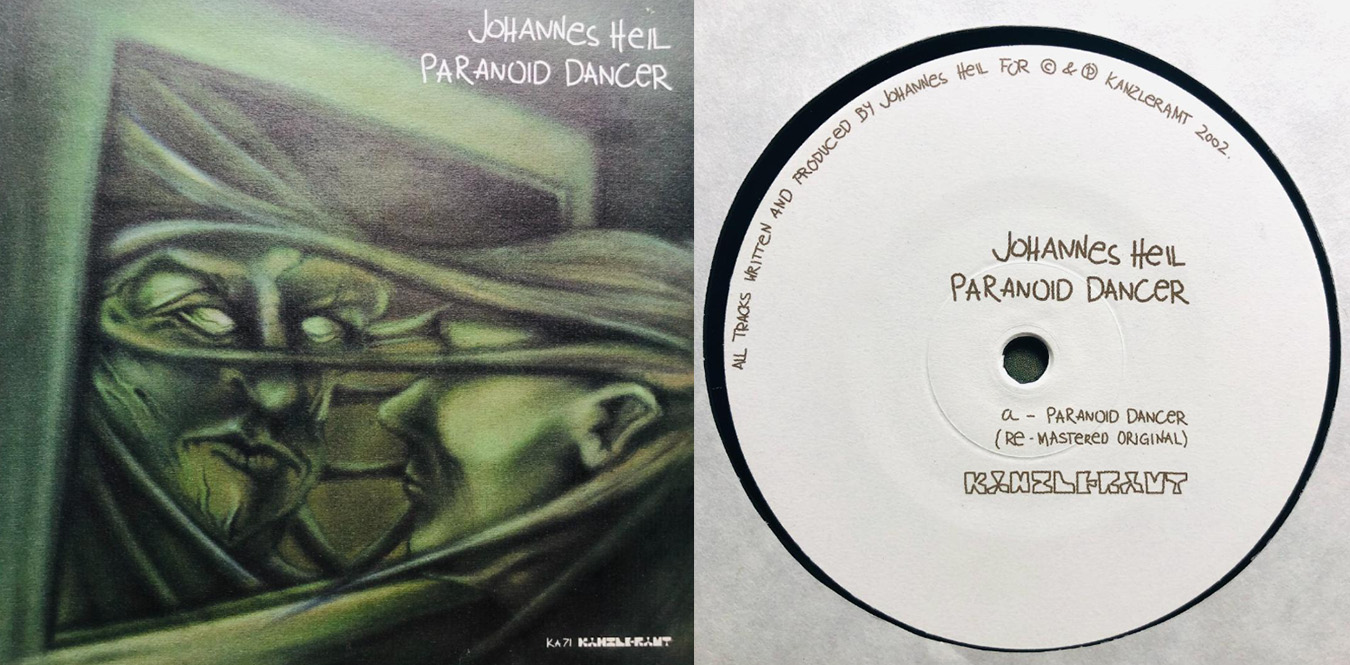 JOHANNES HEIL
PARANOID DANCER
KA71 KANZLERAMT
ALL TRACKS WRITTEN AND PRODUCED BY JOHANNES HEIL FOR © & ℗ KANZLERAMT 2002.
JOHANNES HEIL
PARANOID DANCER
a - PARANOID DANCER
(RE-MASTERED ORIGINAL)
KANZLERAMT